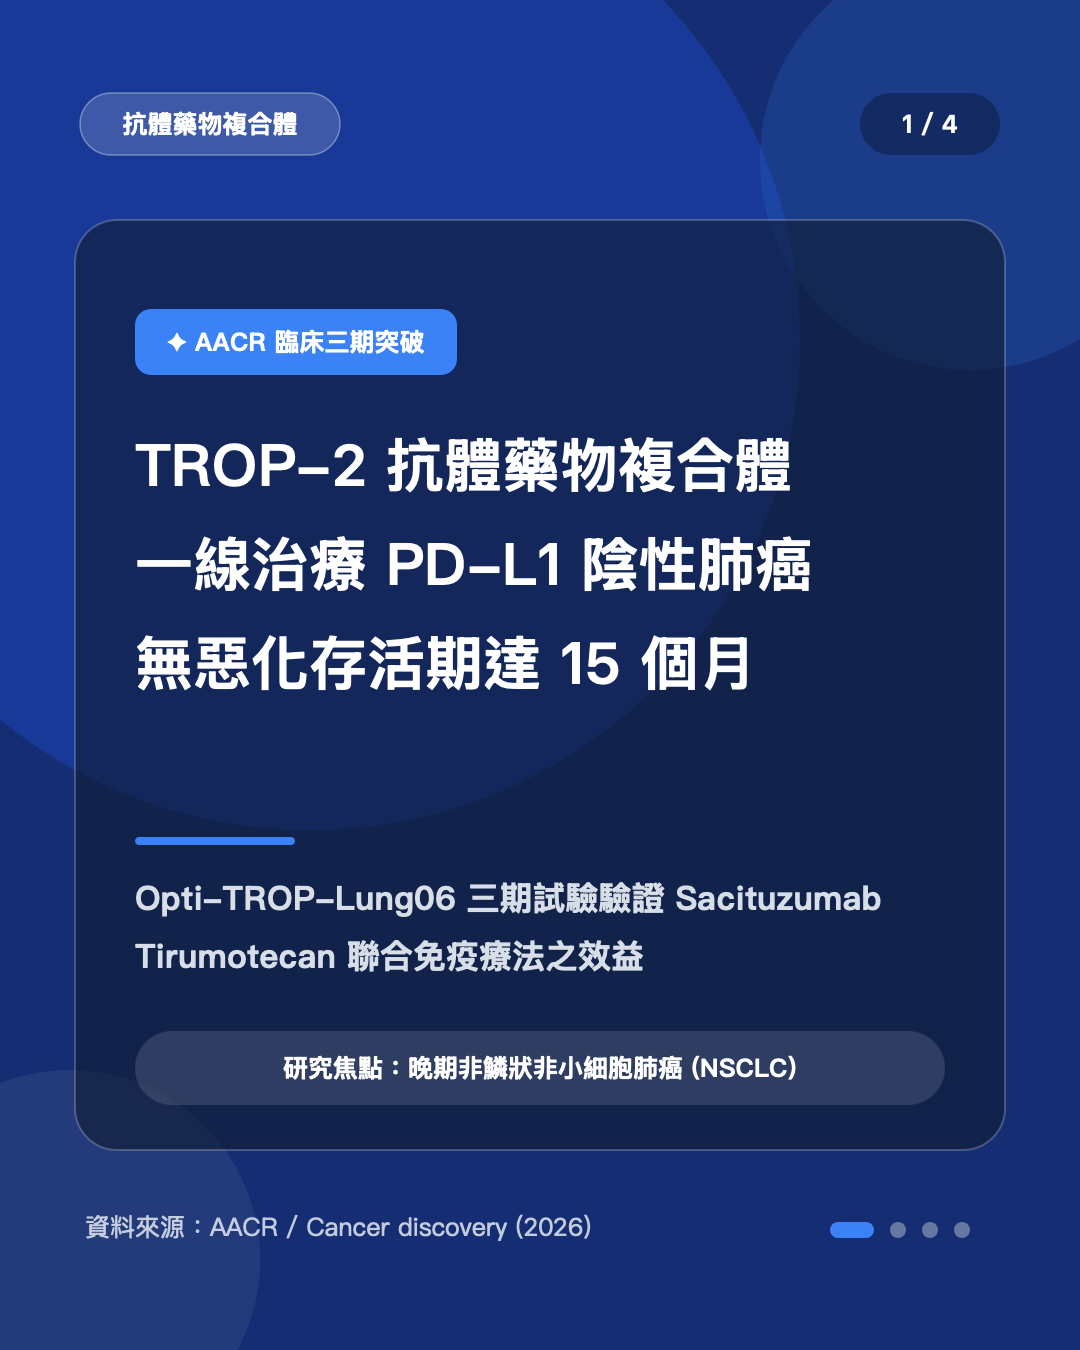 抗體藥物複合體
1 / 4
✦ AACR 臨床三期突破
TROP-2 抗體藥物複合體
一線治療 PD-L1 陰性肺癌
無惡化存活期達 15 個月
Opti-TROP-Lung06 三期試驗驗證 Sacituzumab
Tirumotecan 聯合免疫療法之效益
研究焦點：晚期非鱗狀非小細胞肺癌 (NSCLC)
資料來源：AACR / Cancer discovery (2026)